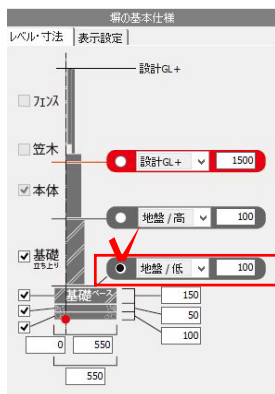 塀の基本仕様
レベル・寸法 表示設定
設計GL+
フェンス
笠木
設計GL+ 1500
本体
地盤/高 100
基礎
立ち上り
地盤/低 100
基礎ベース 150
50
100
0 550
550